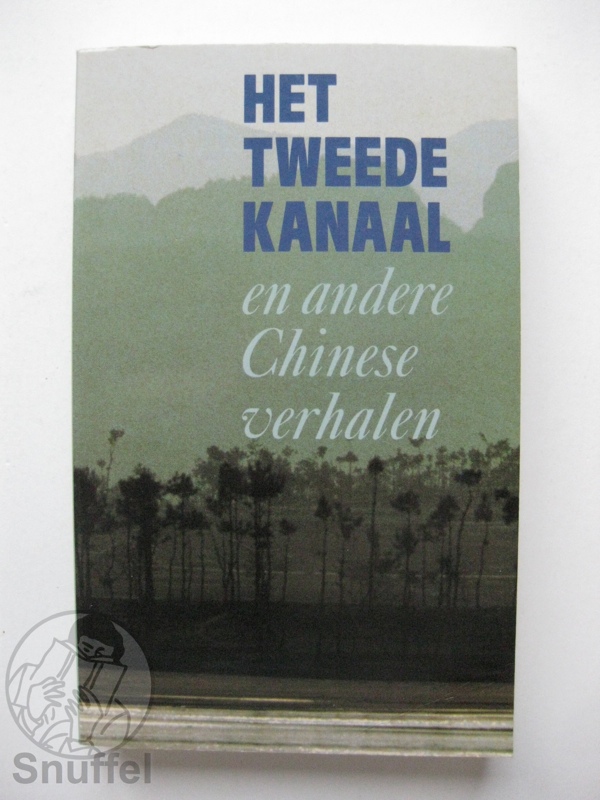 HET
TWEEDE
KANAAL
en andere
Chinese
verhalen
Snuffel